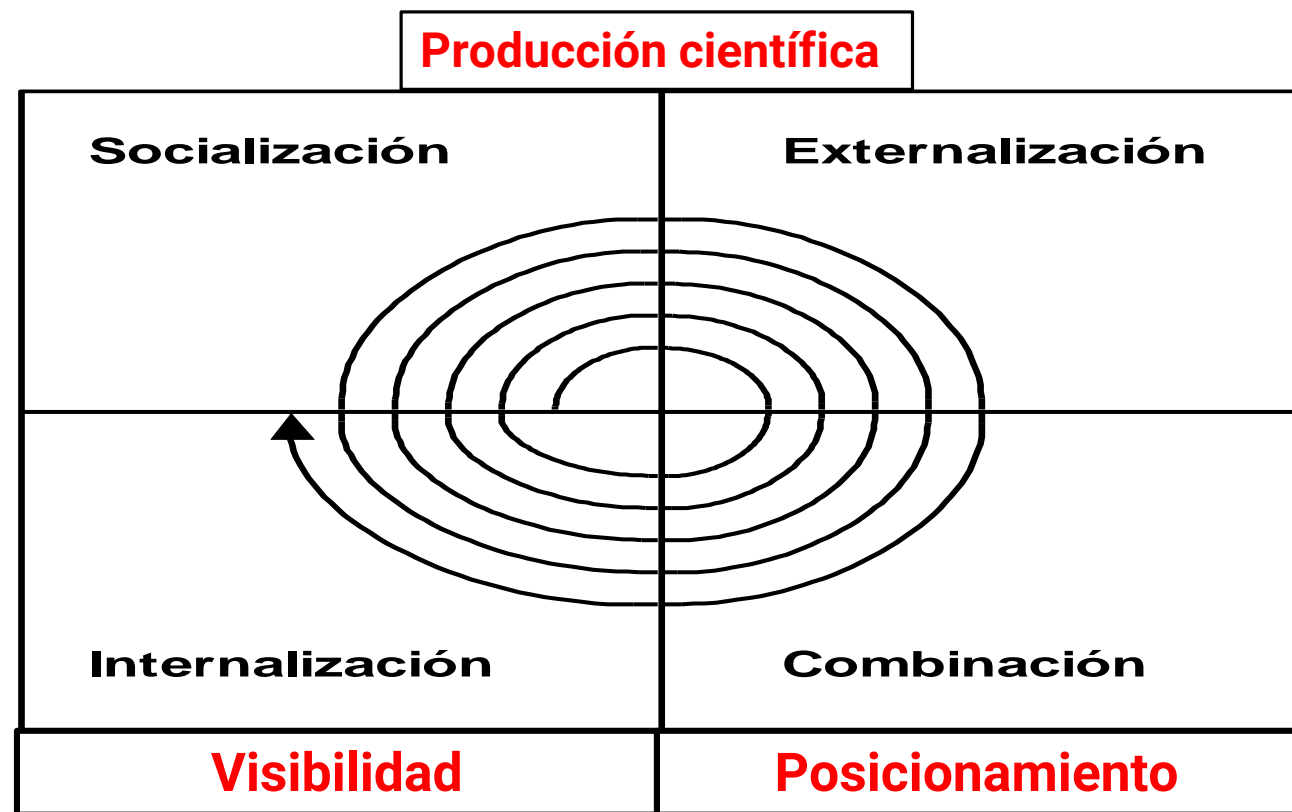 Producción científica
Socialización
Externalización
Internalización
Combinación
Visibilidad
Posicionamiento